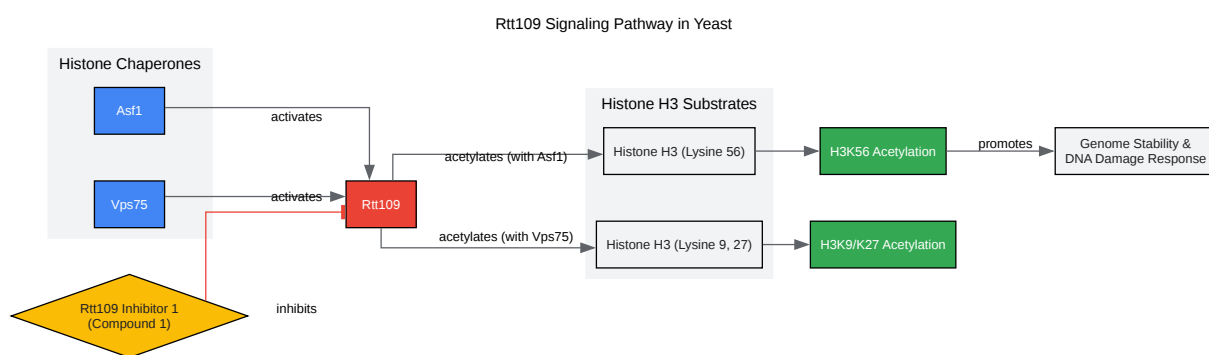 Rtt109 Signaling Pathway in Yeast
Histone Chaperones
Asf1
activates
Vps75
activates
Rtt109
Rtt109 Inhibitor 1
(Compound 1)
inhibits
acetylates (with Asf1)
acetylates (with Vps75)
Histone H3 Substrates
Histone H3 (Lysine 56)
Histone H3 (Lysine 9, 27)
H3K56 Acetylation
H3K9/K27 Acetylation
promotes
Genome Stability &
DNA Damage Response